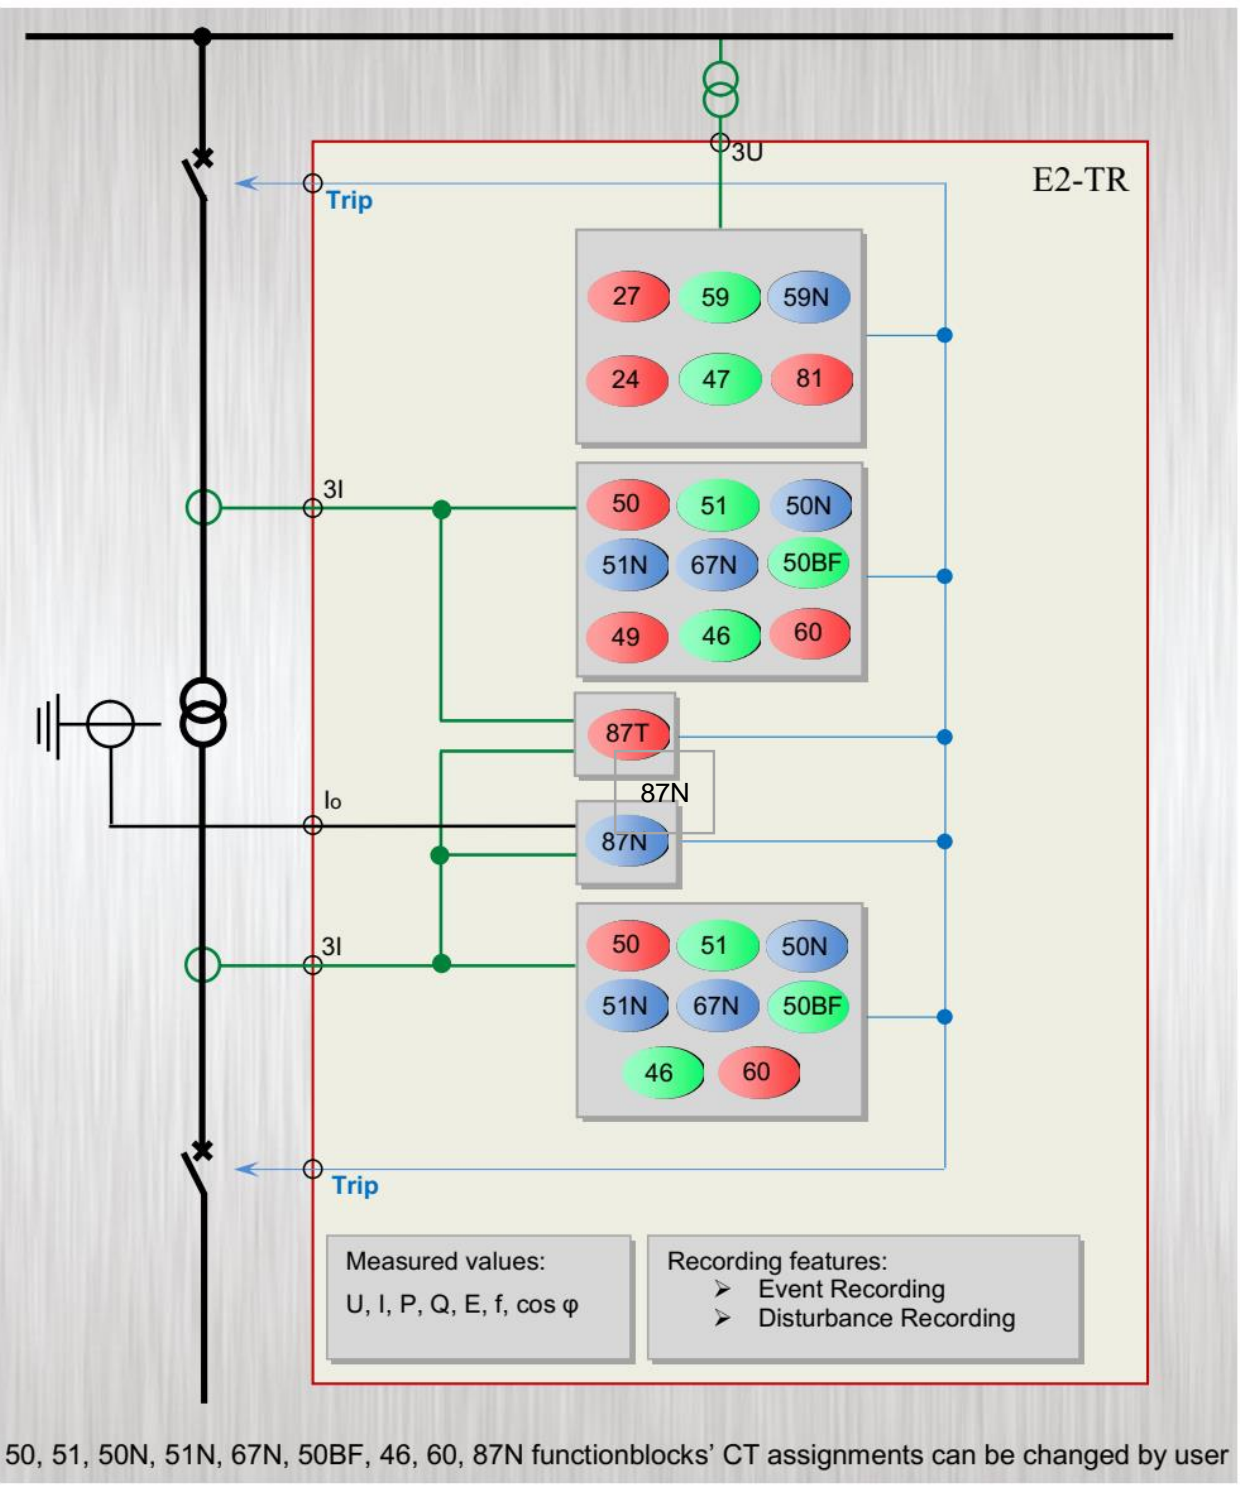 3U
E2-TR
Trip
27 59 59N
24 47 81
3I
50 51 50N
51N 67N 50BF
49 46 60
87T
87N
Io
87N
3I
50 51 50N
51N 67N 50BF
46 60
Trip
Measured values:
U, I, P, Q, E, f, cos φ
Recording features:
➢ Event Recording
➢ Disturbance Recording
50, 51, 50N, 51N, 67N, 50BF, 46, 60, 87N functionblocks’ CT assignments can be changed by user